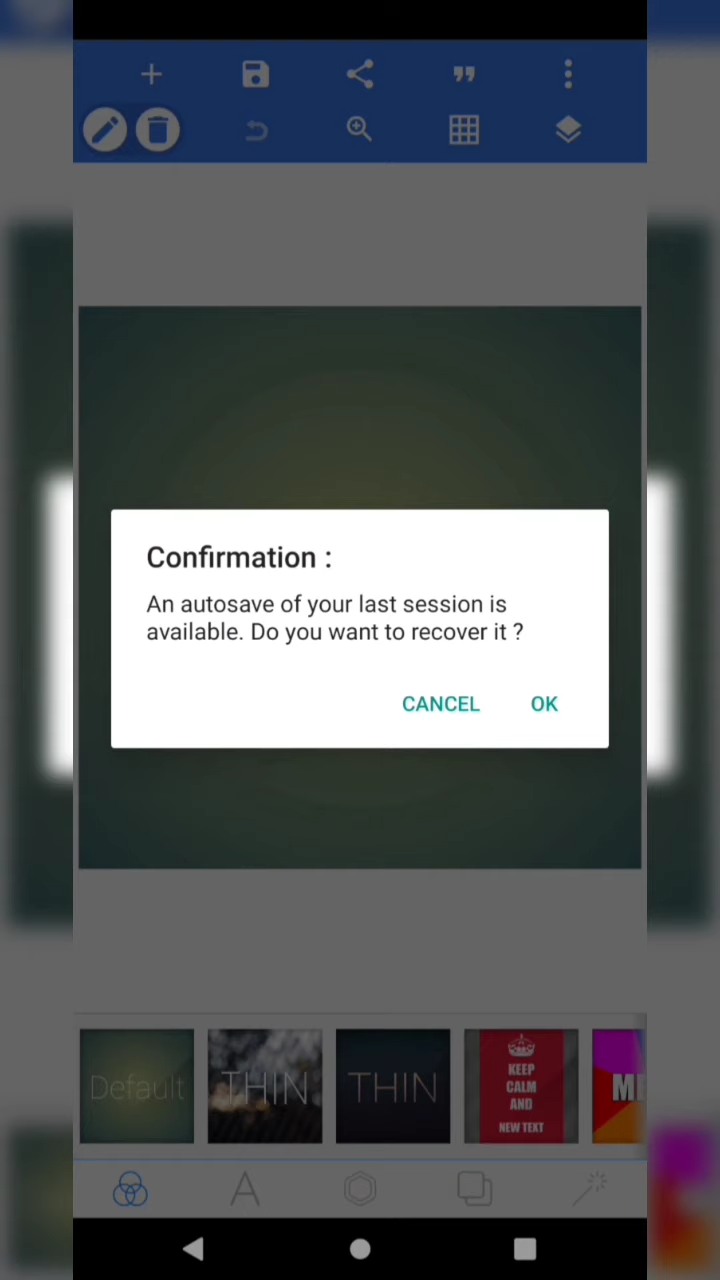 Confirmation :
An autosave of your last session is
available. Do you want to recover it ?
CANCEL
OK
Default
THIN
THIN
KEEP
CALM
AND
NEW TEXT
ME
A